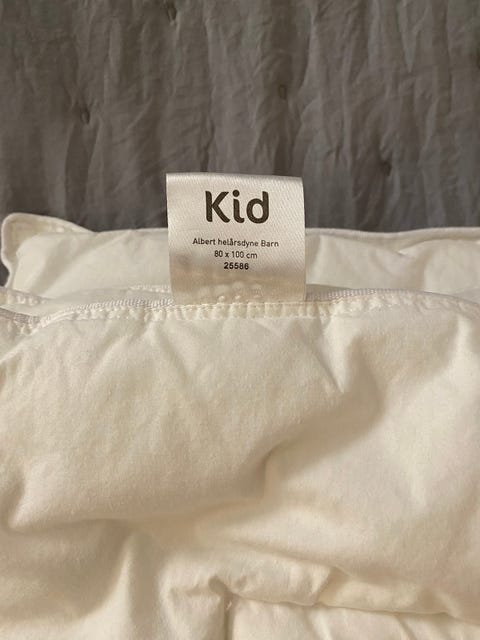 Kid
Albert helårsdyne Barn
80 x 100 cm
25586